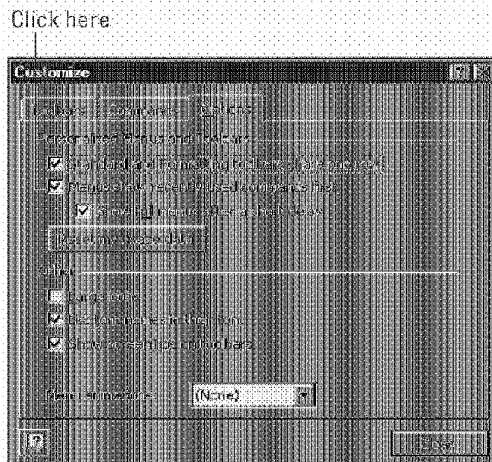 Click here
Customize
Toolbars Commands Options
Personalized Menus and Toolbars
Standard and Formatting toolbars share one row
Menus show recently used commands first
Show full menus after a short delay
Reset my usage data
Other
Large icons
List font names in their font
Show ScreenTips on toolbars
Menu animations: (None)
Close